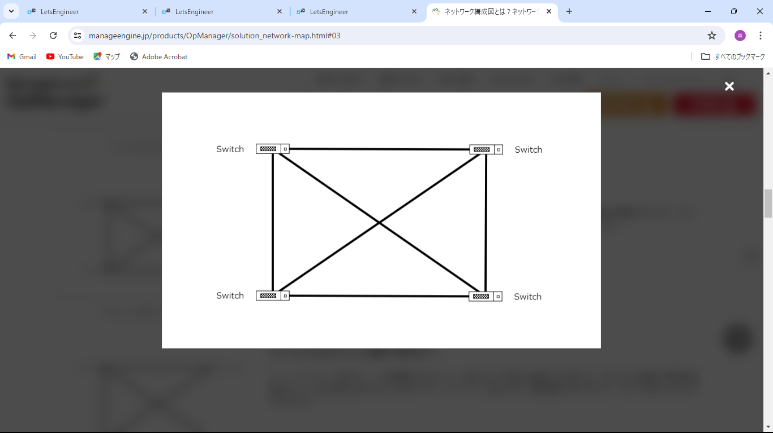 LetsEngineer
LetsEngineer
LetsEngineer
ネットワーク構成図とは？ネットワー
manageengine.jp/products/OpManager/solution_network-map.html#03
Gmail
YouTube
マップ
Adobe Acrobat
すべてのブックマーク
Switch
Switch
Switch
Switch